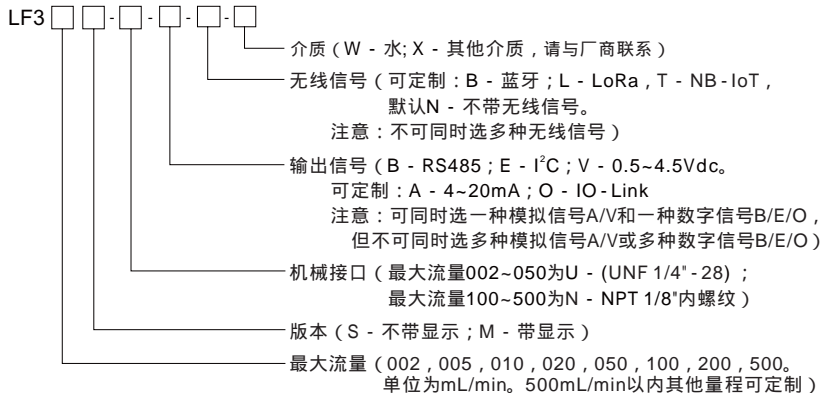 LF3 - - - -
介质（W - 水; X - 其他介质，请与厂商联系）
无线信号（可定制：B - 蓝牙；L - LoRa，T - NB-IoT，
默认N - 不带无线信号。
注意：不可同时选多种无线信号）
输出信号（B - RS485；E - I²C；V - 0.5~4.5Vdc。
可定制：A - 4~20mA；O - IO-Link
注意：可同时选一种模拟信号A/V和一种数字信号B/E/O，
但不可同时选多种模拟信号A/V或多种数字信号B/E/O）
机械接口（最大流量002~050为U - (UNF 1/4"-28)；
最大流量100~500为N - NPT 1/8"内螺纹）
版本（S - 不带显示；M - 带显示）
最大流量（002，005，010，020，050，100，200，500。
单位为mL/min。500mL/min以内其他量程可定制）